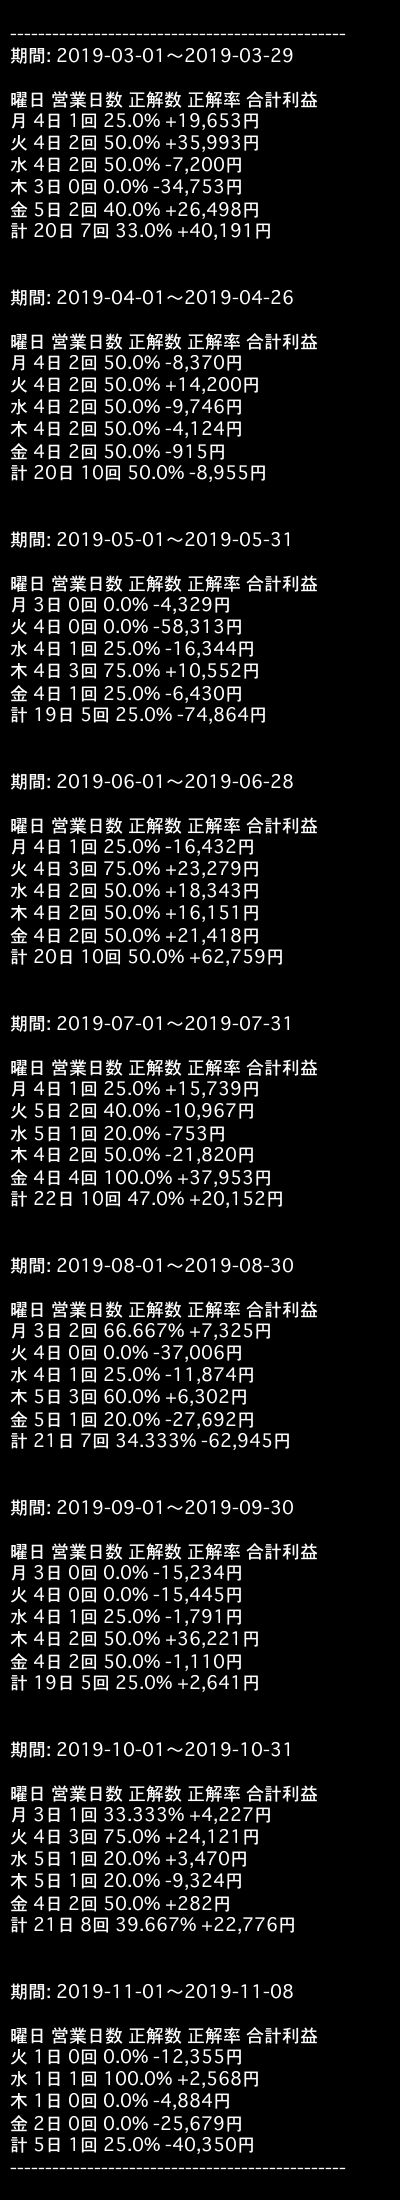 ------------------------------------------------
期間: 2019-03-01〜2019-03-29
曜日 営業日数 正解数 正解率 合計利益
月 4日 1回 25.0% +19,653円
火 4日 2回 50.0% +35,993円
水 4日 2回 50.0% -7,200円
木 3日 0回 0.0% -34,753円
金 5日 2回 40.0% +26,498円
計 20日 7回 33.0% +40,191円
期間: 2019-04-01〜2019-04-26
曜日 営業日数 正解数 正解率 合計利益
月 4日 2回 50.0% -8,370円
火 4日 2回 50.0% +14,200円
水 4日 2回 50.0% -9,746円
木 4日 2回 50.0% -4,124円
金 4日 2回 50.0% -915円
計 20日 10回 50.0% -8,955円
期間: 2019-05-01〜2019-05-31
曜日 営業日数 正解数 正解率 合計利益
月 3日 0回 0.0% -4,329円
火 4日 0回 0.0% -58,313円
水 4日 1回 25.0% -16,344円
木 4日 3回 75.0% +10,552円
金 4日 1回 25.0% -6,430円
計 19日 5回 25.0% -74,864円
期間: 2019-06-01〜2019-06-28
曜日 営業日数 正解数 正解率 合計利益
月 4日 1回 25.0% -16,432円
火 4日 3回 75.0% +23,279円
水 4日 2回 50.0% +18,343円
木 4日 2回 50.0% +16,151円
金 4日 2回 50.0% +21,418円
計 20日 10回 50.0% +62,759円
期間: 2019-07-01〜2019-07-31
曜日 営業日数 正解数 正解率 合計利益
月 4日 1回 25.0% +15,739円
火 5日 2回 40.0% -10,967円
水 5日 1回 20.0% -753円
木 4日 2回 50.0% -21,820円
金 4日 4回 100.0% +37,953円
計 22日 10回 47.0% +20,152円
期間: 2019-08-01〜2019-08-30
曜日 営業日数 正解数 正解率 合計利益
月 3日 2回 66.667% +7,325円
火 4日 0回 0.0% -37,006円
水 4日 1回 25.0% -11,874円
木 5日 3回 60.0% +6,302円
金 5日 1回 20.0% -27,692円
計 21日 7回 34.333% -62,945円
期間: 2019-09-01〜2019-09-30
曜日 営業日数 正解数 正解率 合計利益
月 3日 0回 0.0% -15,234円
火 4日 0回 0.0% -15,445円
水 4日 1回 25.0% -1,791円
木 4日 2回 50.0% +36,221円
金 4日 2回 50.0% -1,110円
計 19日 5回 25.0% +2,641円
期間: 2019-10-01〜2019-10-31
曜日 営業日数 正解数 正解率 合計利益
月 3日 1回 33.333% +4,227円
火 4日 3回 75.0% +24,121円
水 5日 1回 20.0% +3,470円
木 5日 1回 20.0% -9,324円
金 4日 2回 50.0% +282円
計 21日 8回 39.667% +22,776円
期間: 2019-11-01〜2019-11-08
曜日 営業日数 正解数 正解率 合計利益
火 1日 0回 0.0% -12,355円
水 1日 1回 100.0% +2,568円
木 1日 0回 0.0% -4,884円
金 2日 0回 0.0% -25,679円
計 5日 1回 25.0% -40,350円
------------------------------------------------